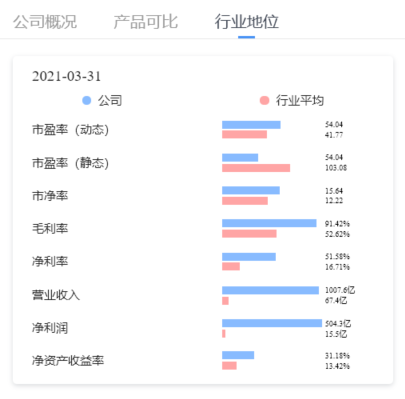 公司概况 产品可比 行业地位
2021-03-31
公司 行业平均
市盈率（动态） 54.04
41.77
市盈率（静态） 54.04
103.08
市净率 15.64
12.22
毛利率 91.42%
52.62%
净利率 51.58%
16.71%
营业收入 1007.6亿
67.4亿
净利润 504.3亿
15.5亿
净资产收益率 31.18%
13.42%